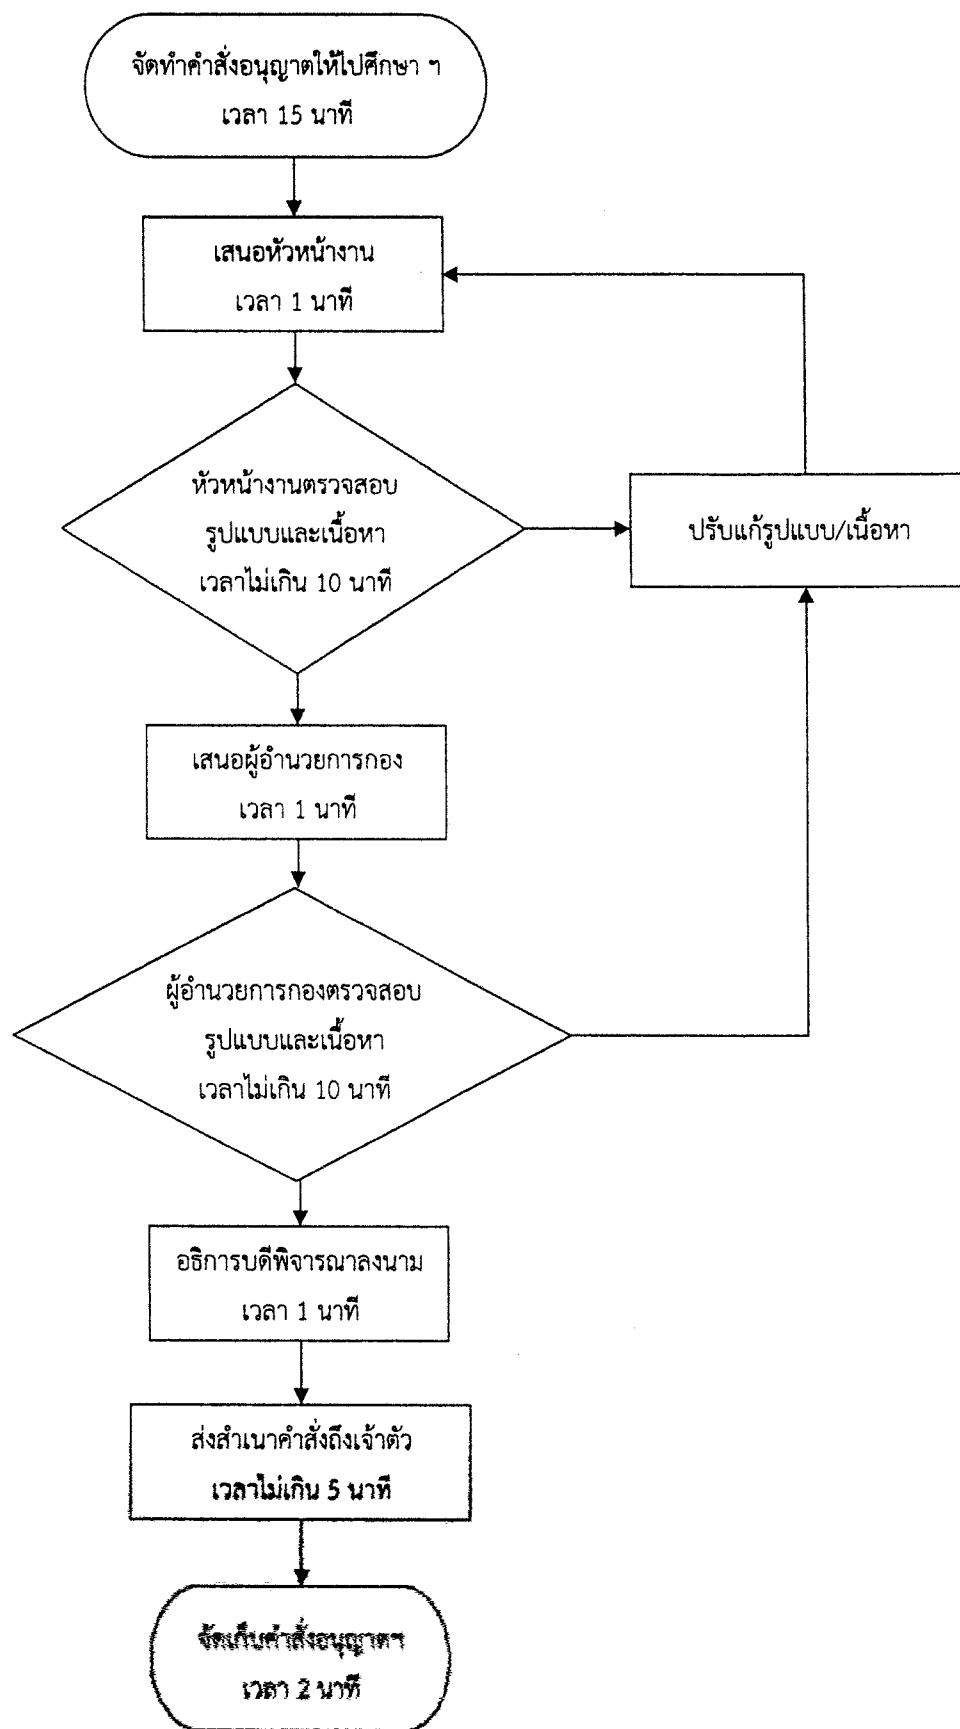 จัดทำคำสั่งอนุญาตให้ไปศึกษา ฯ
เวลา 15 นาที
เสนอหัวหน้างาน
เวลา 1 นาที
หัวหน้างานตรวจสอบ
รูปแบบและเนื้อหา
เวลาไม่เกิน 10 นาที
ปรับแก้รูปแบบ/เนื้อหา
เสนอผู้อำนวยการกอง
เวลา 1 นาที
ผู้อำนวยการกองตรวจสอบ
รูปแบบและเนื้อหา
เวลาไม่เกิน 10 นาที
อธิการบดีพิจารณาลงนาม
เวลา 1 นาที
ส่งสำเนาคำสั่งถึงเจ้าตัว
เวลาไม่เกิน 5 นาที
จัดเก็บคำสั่งอนุญาตฯ
เวลา 2 นาที